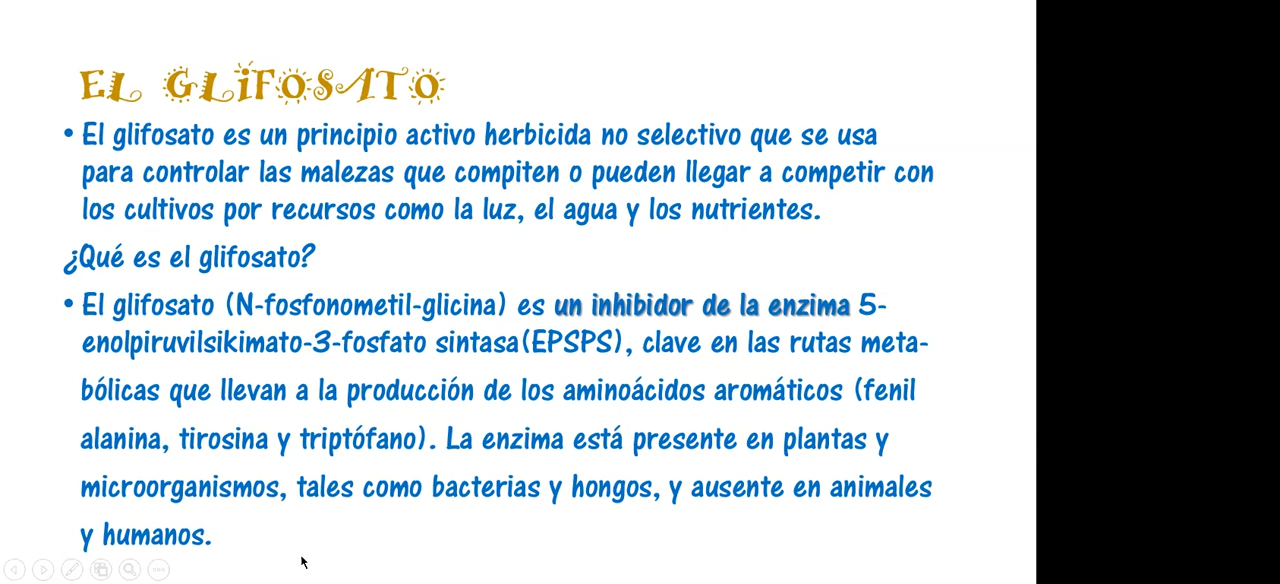 EL GLIFOSATO
• El glifosato es un principio activo herbicida no selectivo que se usa
para controlar las malezas que compiten o pueden llegar a competir con
los cultivos por recursos como la luz, el agua y los nutrientes.
¿Qué es el glifosato?
• El glifosato (N-fosfonometil-glicina) es un inhibidor de la enzima 5-
enolpiruvilsikimato-3-fosfato sintasa(EPSPS), clave en las rutas meta-
bólicas que llevan a la producción de los aminoácidos aromáticos (fenil
alanina, tirosina y triptófano). La enzima está presente en plantas y
microorganismos, tales como bacterias y hongos, y ausente en animales
y humanos.